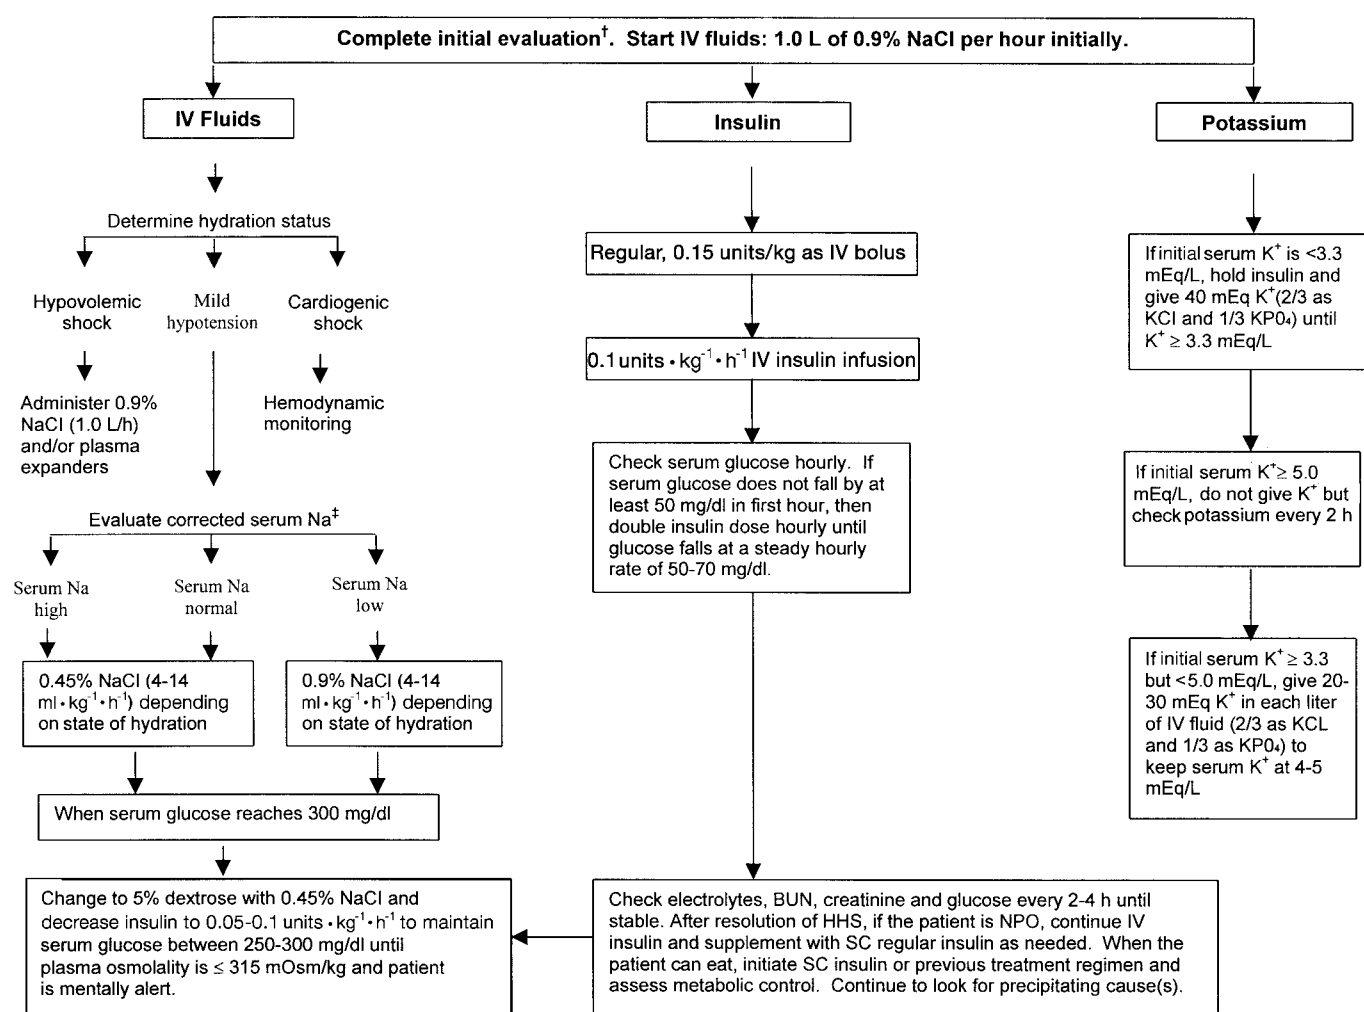 Complete initial evaluation†. Start IV fluids: 1.0 L of 0.9% NaCl per hour initially.
IV Fluids
Determine hydration status
Hypovolemic
shock
Mild
hypotension
Cardiogenic
shock
Administer 0.9%
NaCl (1.0 L/h)
and/or plasma
expanders
Hemodynamic
monitoring
Evaluate corrected serum Na‡
Serum Na
high
Serum Na
normal
Serum Na
low
0.45% NaCl (4-14
ml·kg⁻¹·h⁻¹) depending
on state of hydration
0.9% NaCl (4-14
ml·kg⁻¹·h⁻¹) depending
on state of hydration
When serum glucose reaches 300 mg/dl
Change to 5% dextrose with 0.45% NaCl and
decrease insulin to 0.05-0.1 units·kg⁻¹·h⁻¹ to maintain
serum glucose between 250-300 mg/dl until
plasma osmolality is ≤ 315 mOsm/kg and patient
is mentally alert.
Insulin
Regular, 0.15 units/kg as IV bolus
0.1 units·kg⁻¹·h⁻¹ IV insulin infusion
Check serum glucose hourly. If
serum glucose does not fall by at
least 50 mg/dl in first hour, then
double insulin dose hourly until
glucose falls at a steady hourly
rate of 50-70 mg/dl.
Check electrolytes, BUN, creatinine and glucose every 2-4 h until
stable. After resolution of HHS, if the patient is NPO, continue IV
insulin and supplement with SC regular insulin as needed. When the
patient can eat, initiate SC insulin or previous treatment regimen and
assess metabolic control. Continue to look for precipitating cause(s).
Potassium
If initial serum K⁺ is <3.3
mEq/L, hold insulin and
give 40 mEq K⁺(2/3 as
KCl and 1/3 KP0₄) until
K⁺ ≥ 3.3 mEq/L
If initial serum K⁺≥ 5.0
mEq/L, do not give K⁺ but
check potassium every 2 h
If initial serum K⁺ ≥ 3.3
but <5.0 mEq/L, give 20-
30 mEq K⁺ in each liter
of IV fluid (2/3 as KCL
and 1/3 as KP0₄) to
keep serum K⁺ at 4-5
mEq/L